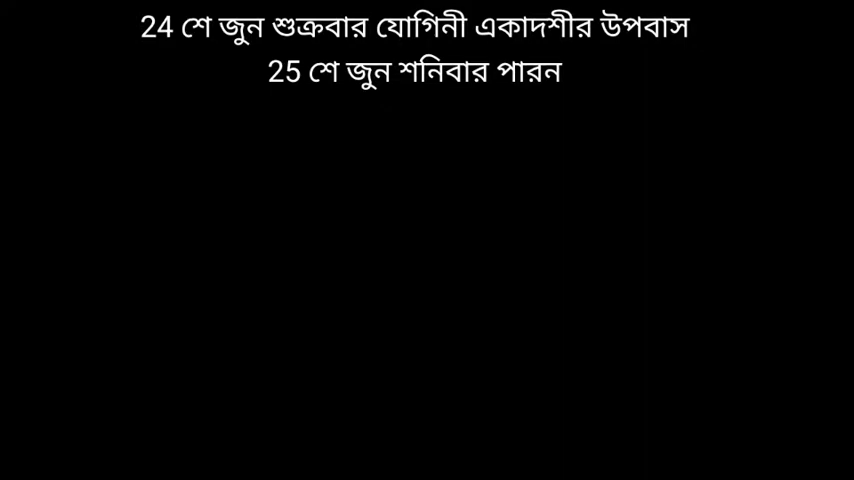 24 শে জুন শুক্রবার যোগিনী একাদশীর উপবাস
25 শে জুন শনিবার পারন